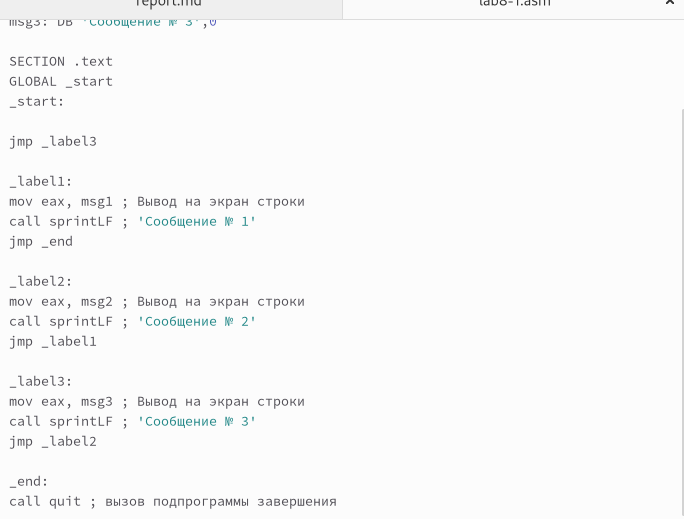 report.md
lab8-1.asm
msg3: DB 'Сообщение № 3',0
SECTION .text
GLOBAL _start
_start:
jmp _label3
_label1:
mov eax, msg1 ; Вывод на экран строки
call sprintLF ; 'Сообщение № 1'
jmp _end
_label2:
mov eax, msg2 ; Вывод на экран строки
call sprintLF ; 'Сообщение № 2'
jmp _label1
_label3:
mov eax, msg3 ; Вывод на экран строки
call sprintLF ; 'Сообщение № 3'
jmp _label2
_end:
call quit ; вызов подпрограммы завершения